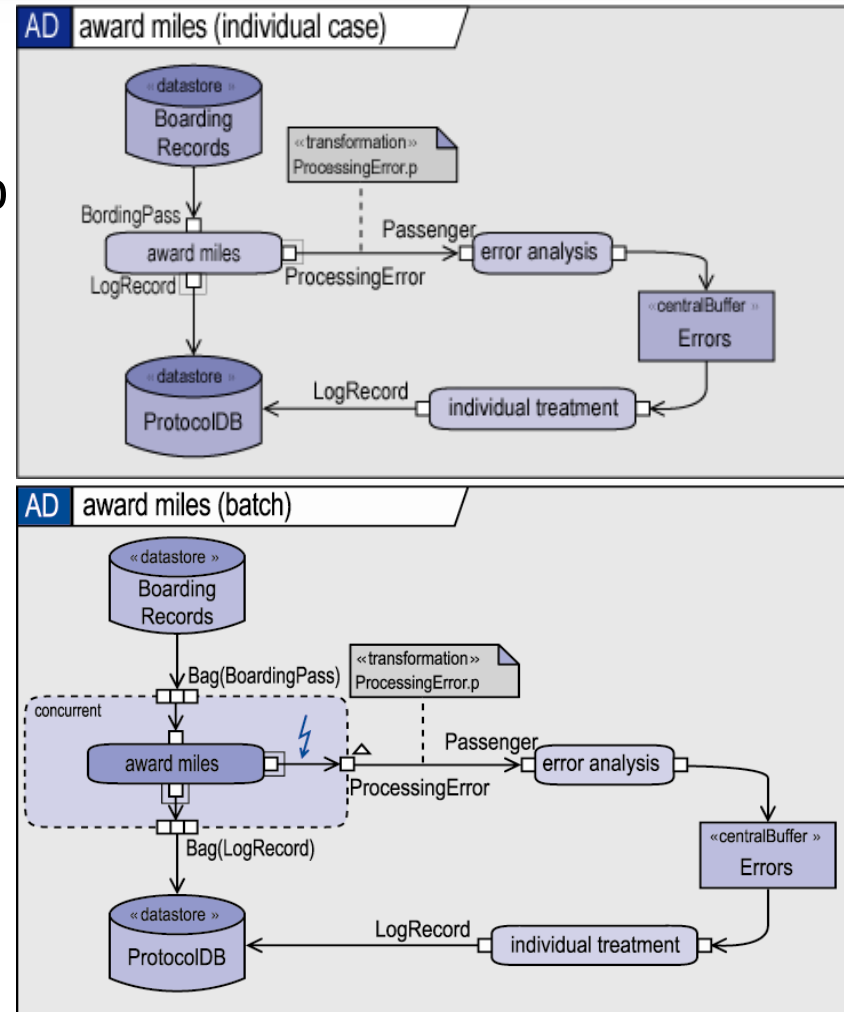 AD award miles (individual case)
« datastore »
Boarding
Records
«transformation»
ProcessingError.p
BordingPass
Passenger
award miles
error analysis
LogRecord
ProcessingError
«centralBuffer »
Errors
« datastore »
ProtocolDB
LogRecord
individual treatment
AD award miles (batch)
« datastore »
Boarding
Records
«transformation»
ProcessingError.p
Bag(BoardingPass)
concurrent
Passenger
award miles
error analysis
ProcessingError
«centralBuffer »
Errors
Bag(LogRecord)
« datastore »
ProtocolDB
LogRecord
individual treatment